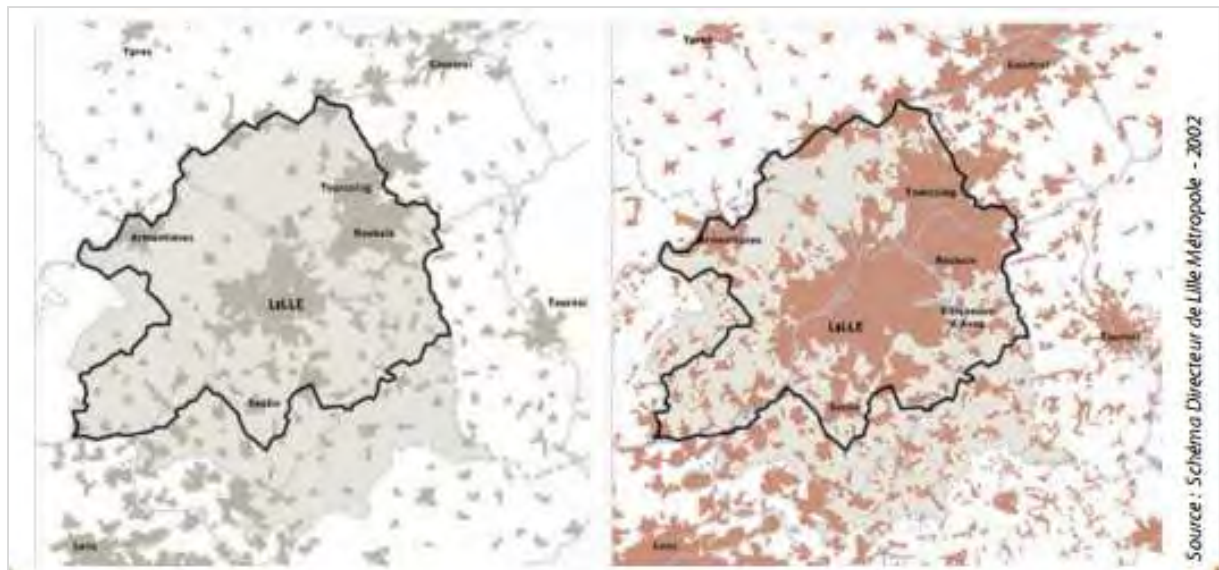 Ypres
Courtrai
Tourcoing
Armentières
Roubaix
LILLE
Tournai
Seclin
Lens
Ypres
Courtrai
Tourcoing
Armentières
Roubaix
LILLE
Villeneuve
d'Ascq
Tournai
Seclin
Lens
Source : Schéma Directeur de Lille Métropole - 2002